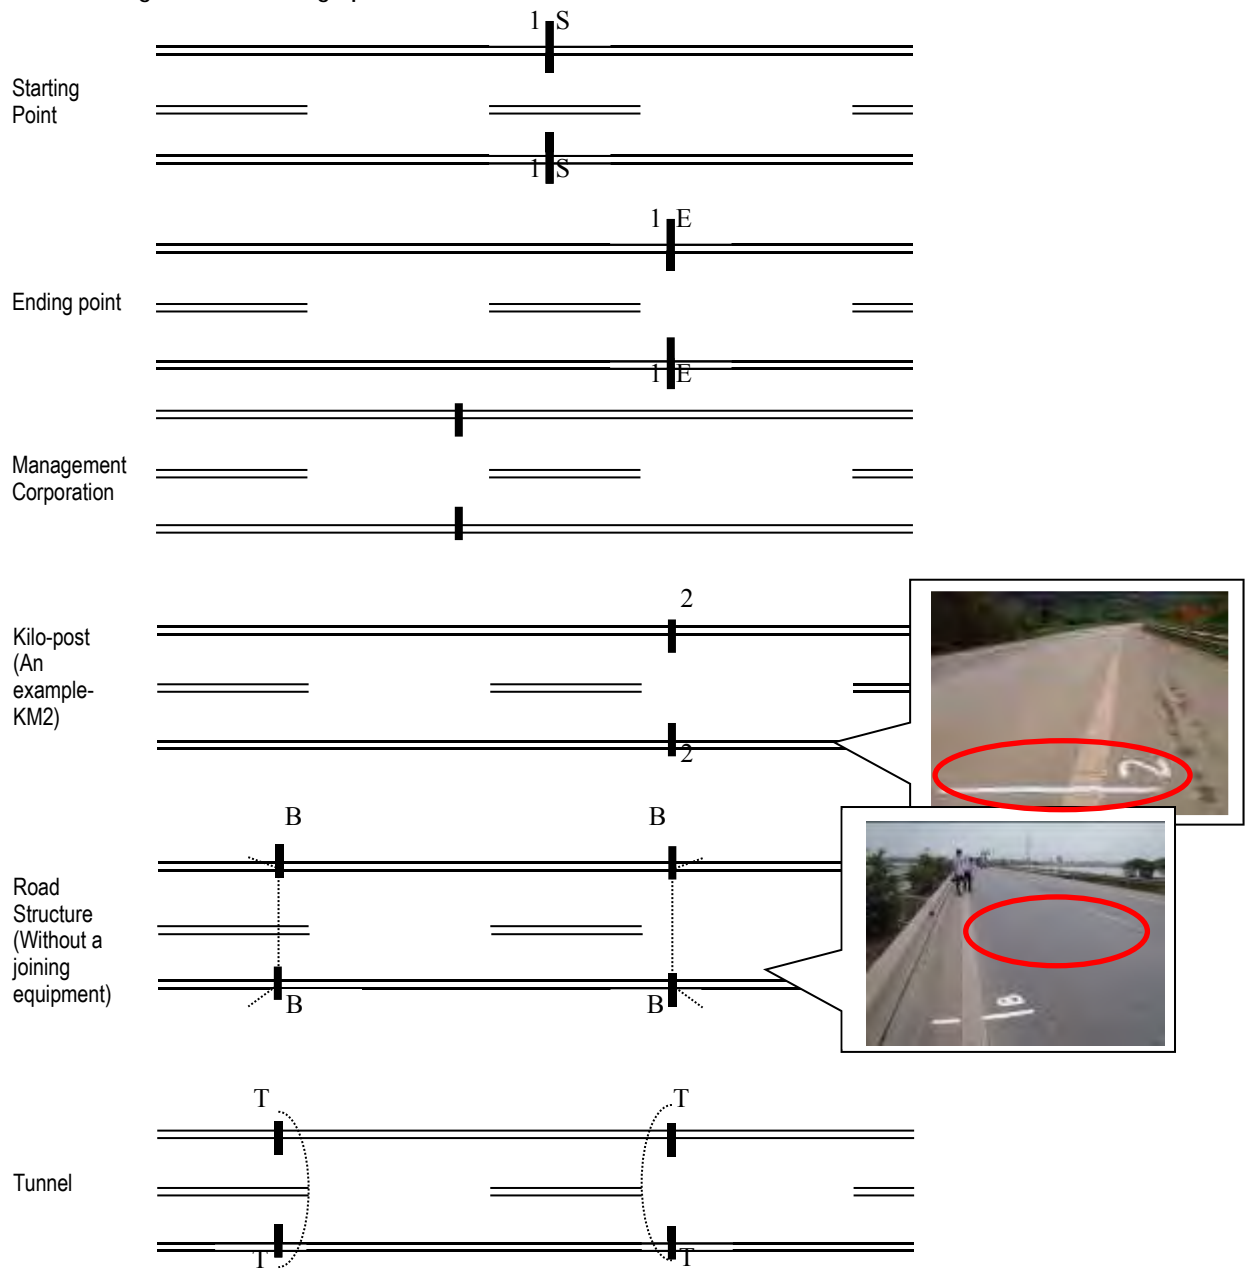 1 S
Starting
Point
1 S
1 E
Ending point
1 E
Management
Corporation
2
Kilo-post
(An
example-
KM2)
2
2
B B
Road
Structure
(Without a
joining
equipment)
B B
B
T T
Tunnel
T T